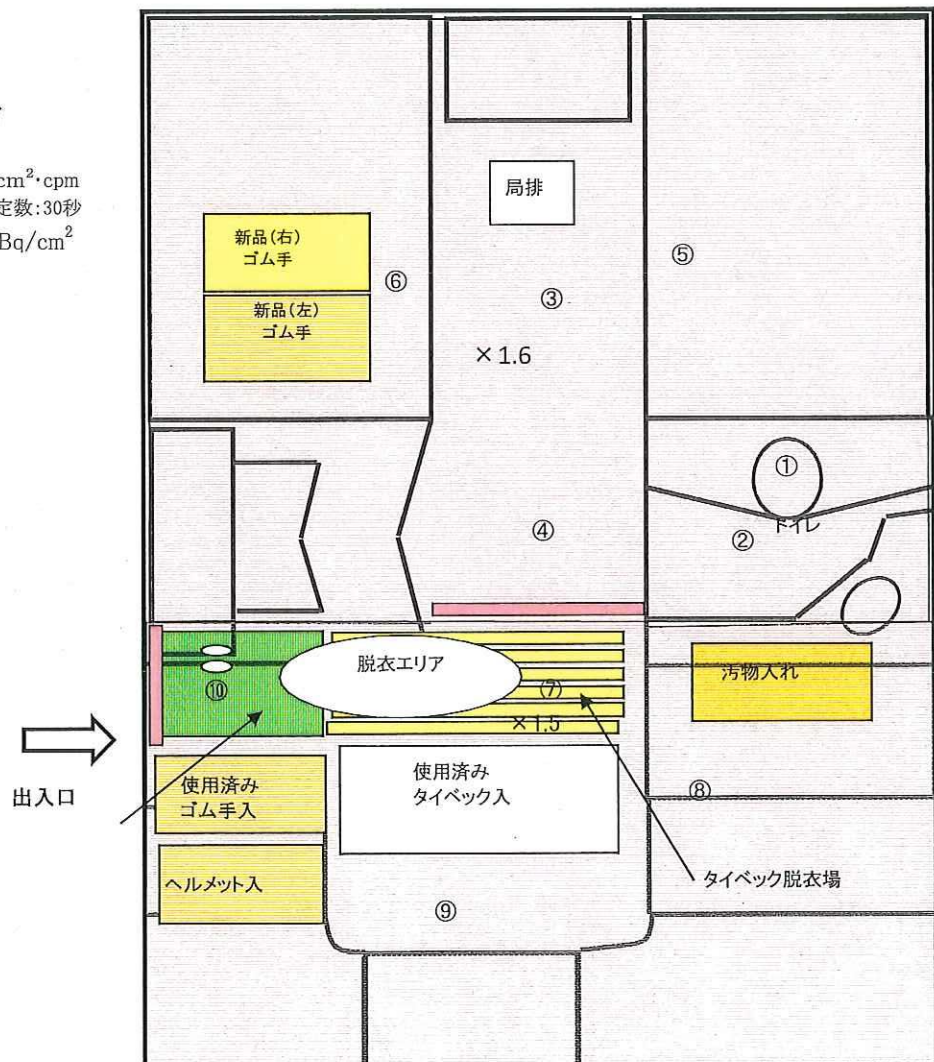 cm²・cpm
定数:30秒
Bq/cm²
局排
新品(右)
ゴム手
新品(左)
ゴム手
⑥
③
⑤
×1.6
①
④
②
トイレ
脱衣エリア
⑦
⑩
×1.5
汚物入れ
出入口
使用済み
ゴム手入
使用済み
タイベック入
⑧
ヘルメット入
⑨
タイベック脱衣場